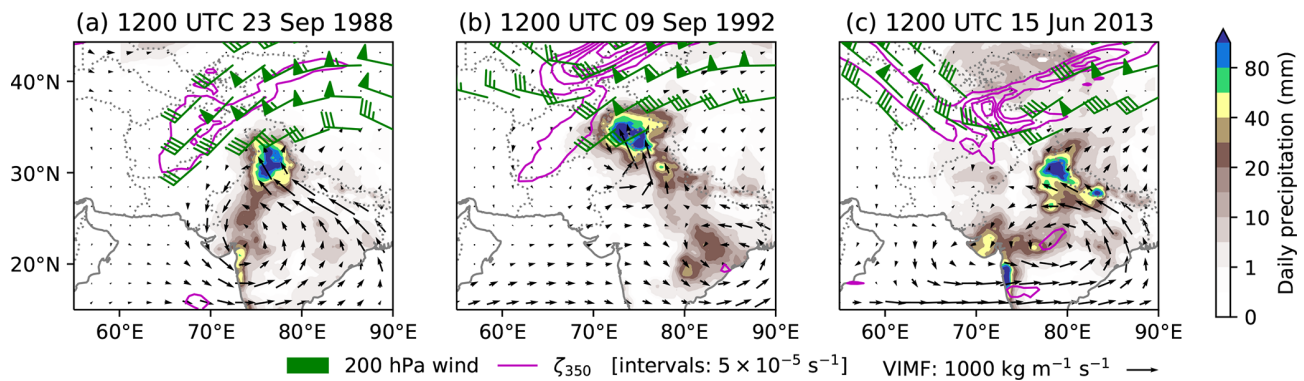 (a) 1200 UTC 23 Sep 1988
(b) 1200 UTC 09 Sep 1992
(c) 1200 UTC 15 Jun 2013
40°N
30°N
20°N
60°E 70°E 80°E 90°E
60°E 70°E 80°E 90°E
60°E 70°E 80°E 90°E
80
40
20
10
1
0
Daily precipitation (mm)
200 hPa wind
ζ₃₅₀ [intervals: 5 × 10⁻⁵ s⁻¹]
VIMF: 1000 kg m⁻¹ s⁻¹